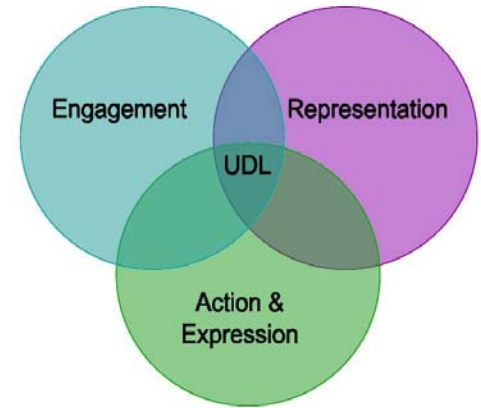 Engagement
Representation
UDL
Action &
Expression